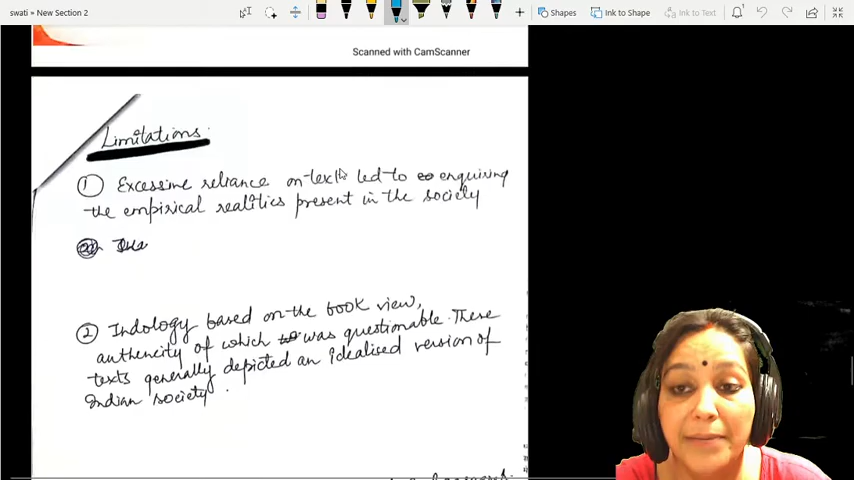 swati » New Section 2
Shapes
Ink to Shape
Ink to Text
Scanned with CamScanner
Limitations.
① Excessive reliance on text led to enquiring
the empirical realities present in the society
② Indology based on the book view,
authencity of which was questionable. These
texts generally depicted an idealised version of
Indian society.